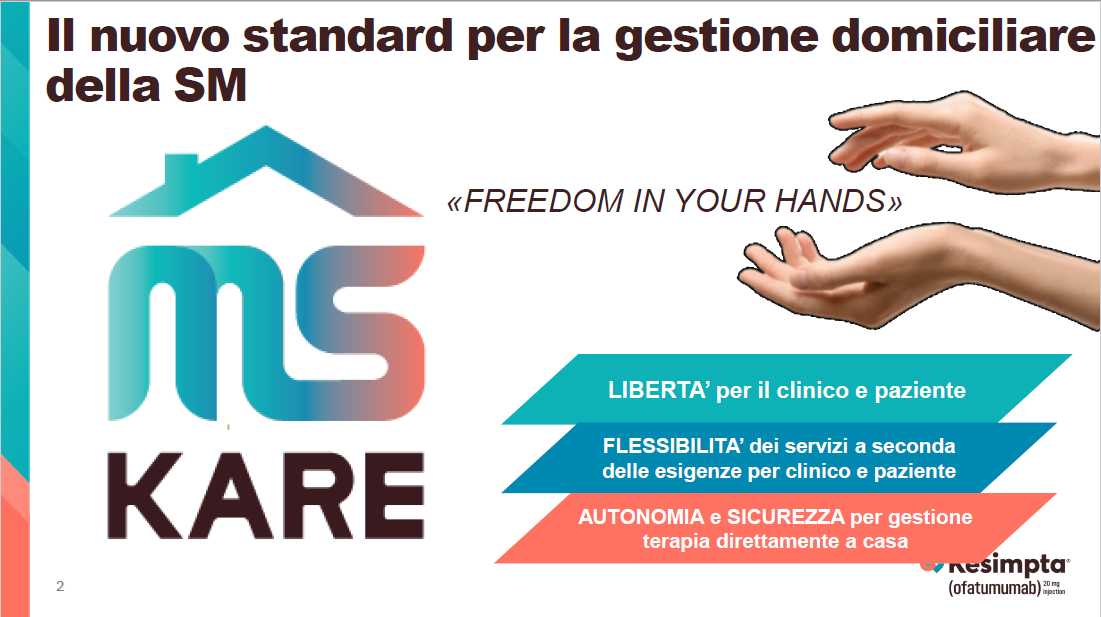 Il nuovo standard per la gestione domiciliare
della SM
«FREEDOM IN YOUR HANDS»
ms
KARE
LIBERTA’ per il clinico e paziente
FLESSIBILITA’ dei servizi a seconda
delle esigenze per clinico e paziente
AUTONOMIA e SICUREZZA per gestione
terapia direttamente a casa
Kesimpta®
(ofatumumab) 20 mg
injection
2